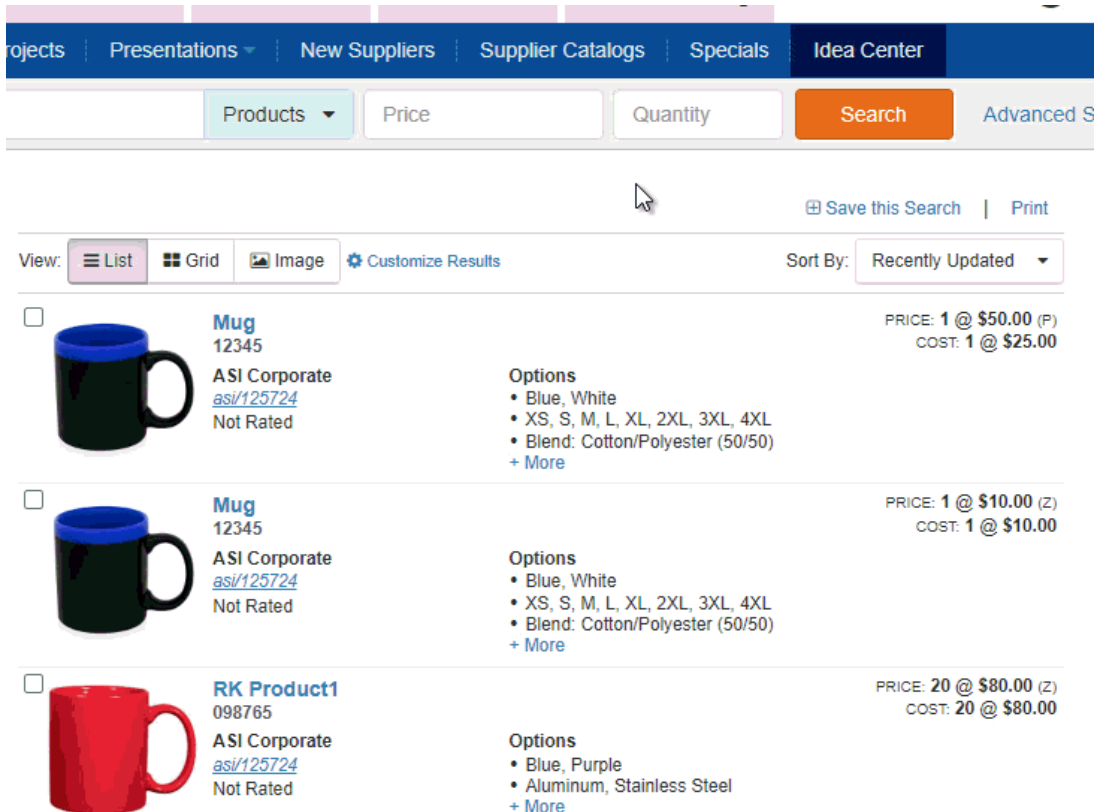 rojects Presentations New Suppliers Supplier Catalogs Specials Idea Center
Products Price Quantity Search Advanced S
Save this Search | Print
View: List Grid Image Customize Results Sort By: Recently Updated
Mug PRICE: 1 @ $50.00 (P)
12345 COST: 1 @ $25.00
ASI Corporate Options
asi/125724 • Blue, White
Not Rated • XS, S, M, L, XL, 2XL, 3XL, 4XL
• Blend: Cotton/Polyester (50/50)
+ More
Mug PRICE: 1 @ $10.00 (Z)
12345 COST: 1 @ $10.00
ASI Corporate Options
asi/125724 • Blue, White
Not Rated • XS, S, M, L, XL, 2XL, 3XL, 4XL
• Blend: Cotton/Polyester (50/50)
+ More
RK Product1 PRICE: 20 @ $80.00 (Z)
098765 COST: 20 @ $80.00
ASI Corporate Options
asi/125724 • Blue, Purple
Not Rated • Aluminum, Stainless Steel
+ More